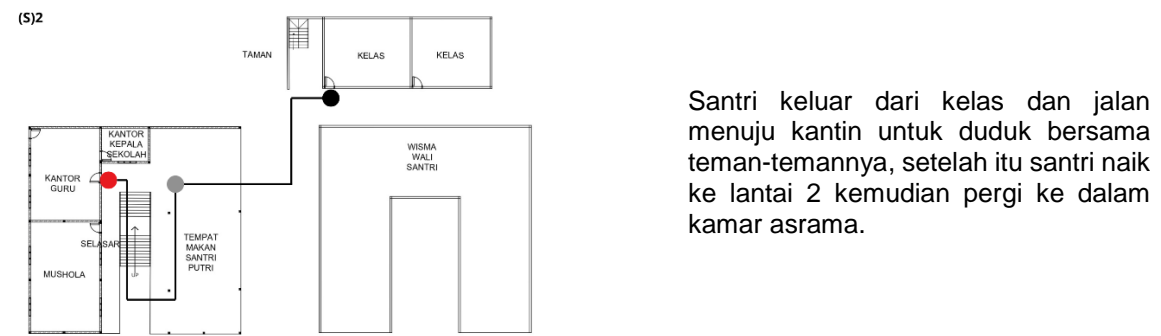 (S)2
TAMAN
KELAS
KELAS
KANTOR
KEPALA
SEKOLAH
WISMA
WALI
SANTRI
KANTOR
GURU
SELASAR
TEMPAT
MAKAN
SANTRI
PUTRI
MUSHOLA
UP
Santri keluar dari kelas dan jalan
menuju kantin untuk duduk bersama
teman-temannya, setelah itu santri naik
ke lantai 2 kemudian pergi ke dalam
kamar asrama.